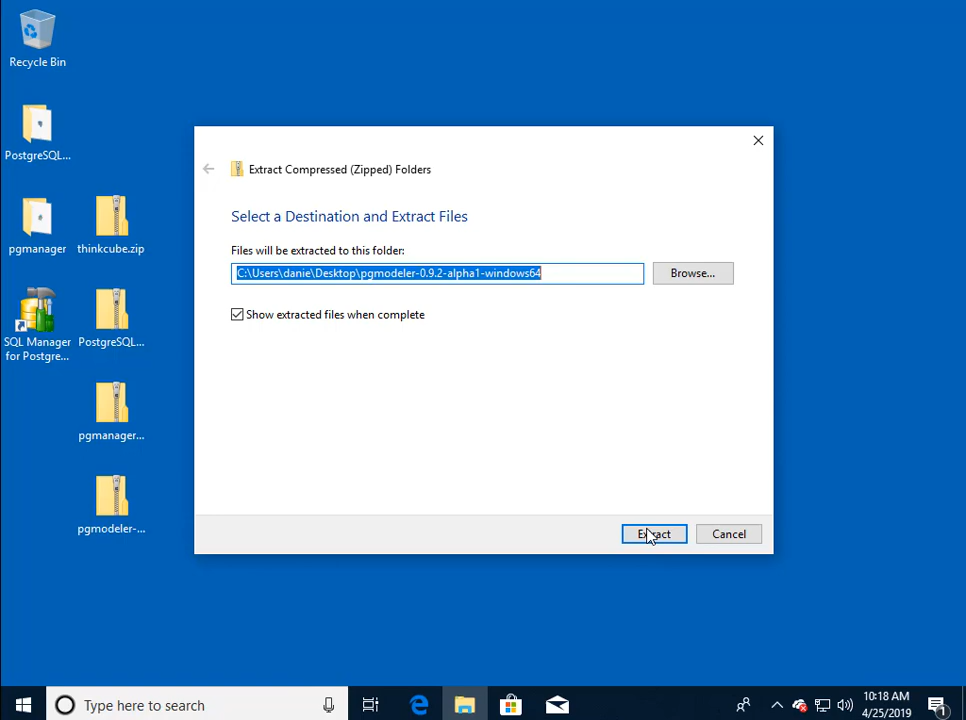 Recycle Bin
PostgreSQL...
pgmanager
thinkcube.zip
SQL Manager
for Postgre...
PostgreSQL...
pgmanager...
pgmodeler-...
Extract Compressed (Zipped) Folders
Select a Destination and Extract Files
Files will be extracted to this folder:
C:\Users\danie\Desktop\pgmodeler-0.9.2-alpha1-windows64
Browse...
Show extracted files when complete
Extract
Cancel
Type here to search
10:18 AM
4/25/2019
1